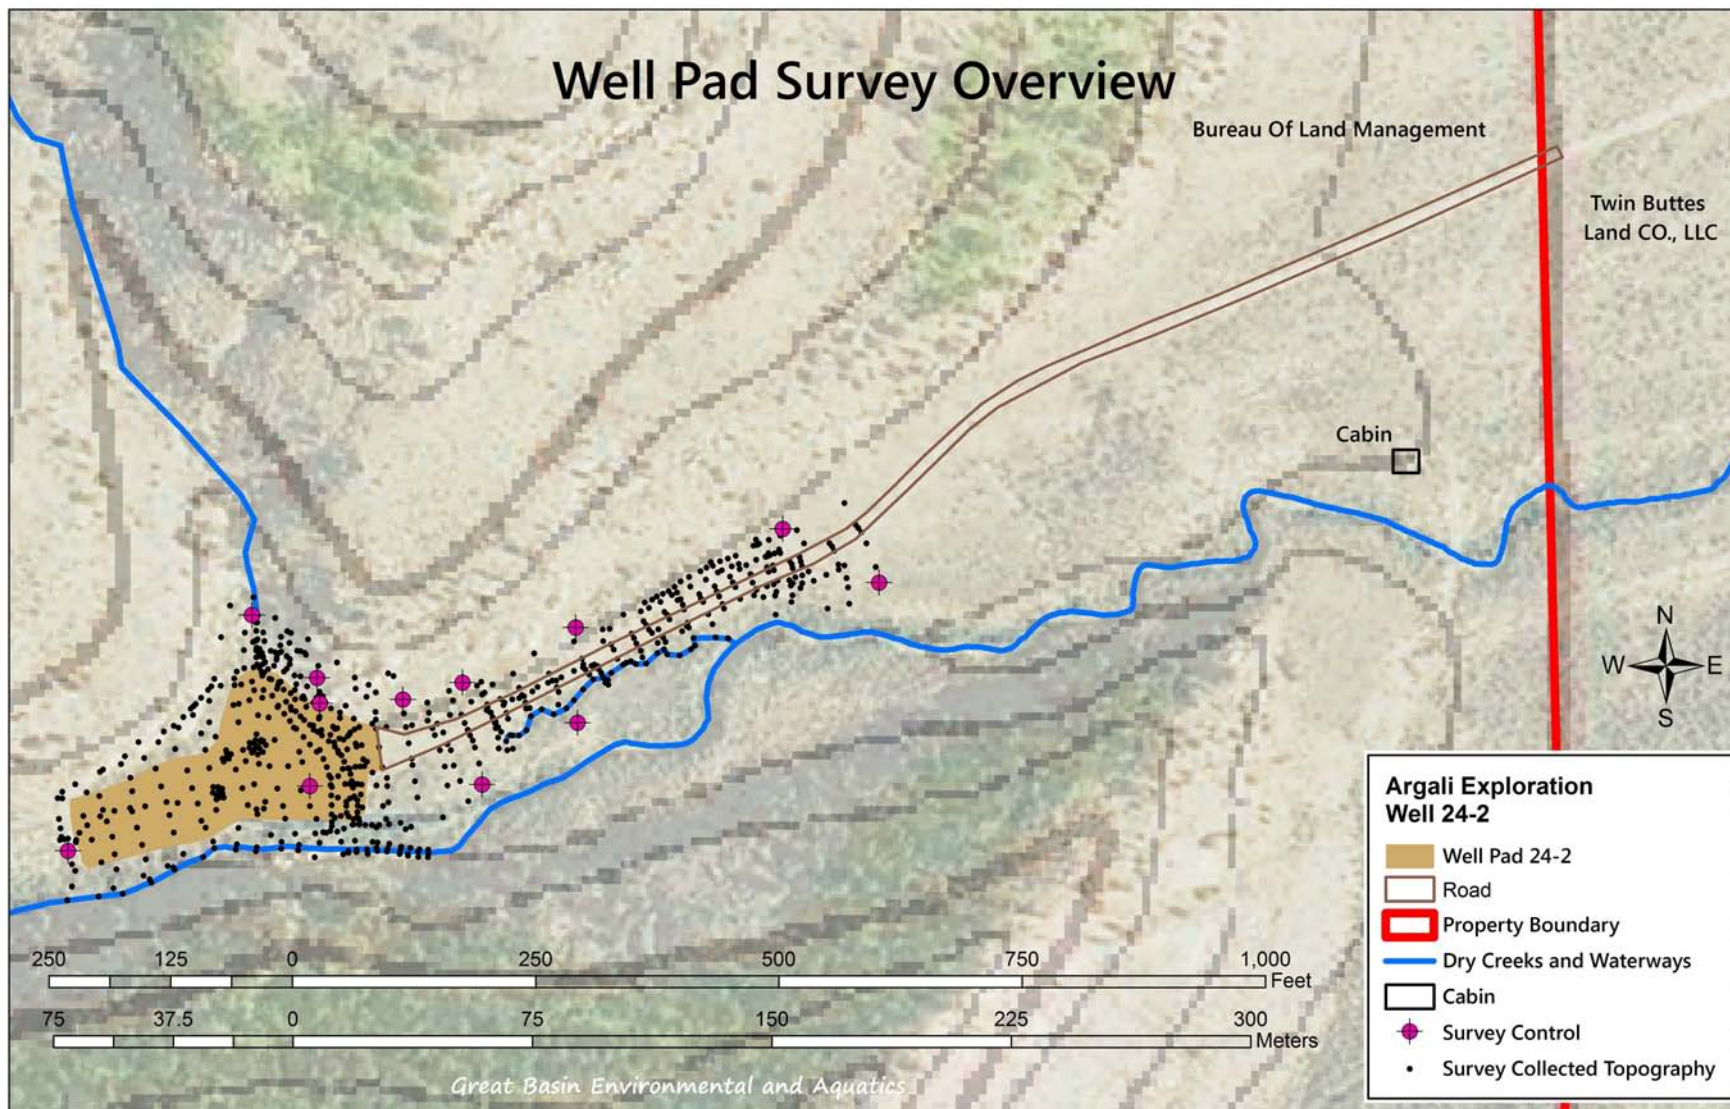 Well Pad Survey Overview
Bureau Of Land Management
Twin Buttes
Land CO., LLC
Cabin
N
W E
S
Argali Exploration
Well 24-2
Well Pad 24-2
Road
Property Boundary
Dry Creeks and Waterways
Cabin
Survey Control
Survey Collected Topography
250 125 0 250 500 750 1,000
Feet
75 37.5 0 75 150 225 300
Meters
Great Basin Environmental and Aquatics